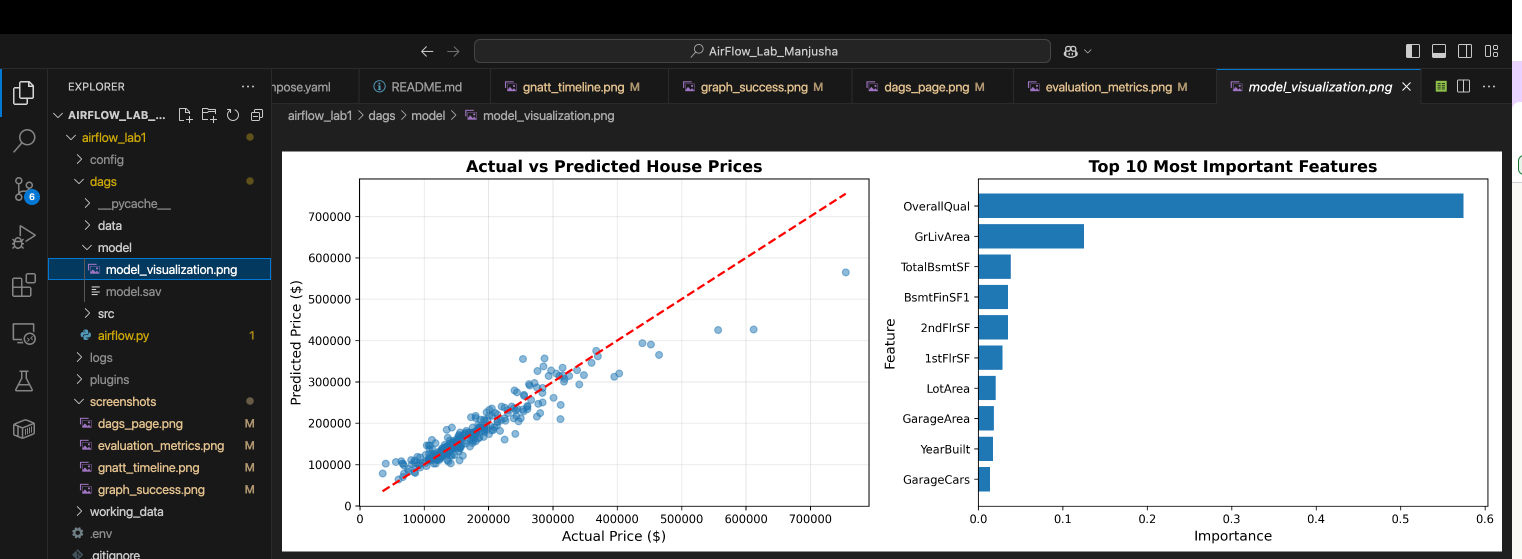 AirFlow_Lab_Manjusha
EXPLORER
mpose.yaml
README.md
gnatt_timeline.png M
graph_success.png M
dags_page.png M
evaluation_metrics.png M
model_visualization.png
AIRFLOW_LAB_...
airflow_lab1 > dags > model > model_visualization.png
airflow_lab1
config
dags
__pycache__
data
model
model_visualization.png
model.sav
src
airflow.py 1
logs
plugins
screenshots
dags_page.png M
evaluation_metrics.png M
gnatt_timeline.png M
graph_success.png M
working_data
.env
.gitignore
6
Actual vs Predicted House Prices
Predicted Price ($)
700000
600000
500000
400000
300000
200000
100000
0
0 100000 200000 300000 400000 500000 600000 700000
Actual Price ($)
Top 10 Most Important Features
Feature
OverallQual
GrLivArea
TotalBsmtSF
BsmtFinSF1
2ndFlrSF
1stFlrSF
LotArea
GarageArea
YearBuilt
GarageCars
0.0 0.1 0.2 0.3 0.4 0.5 0.6
Importance